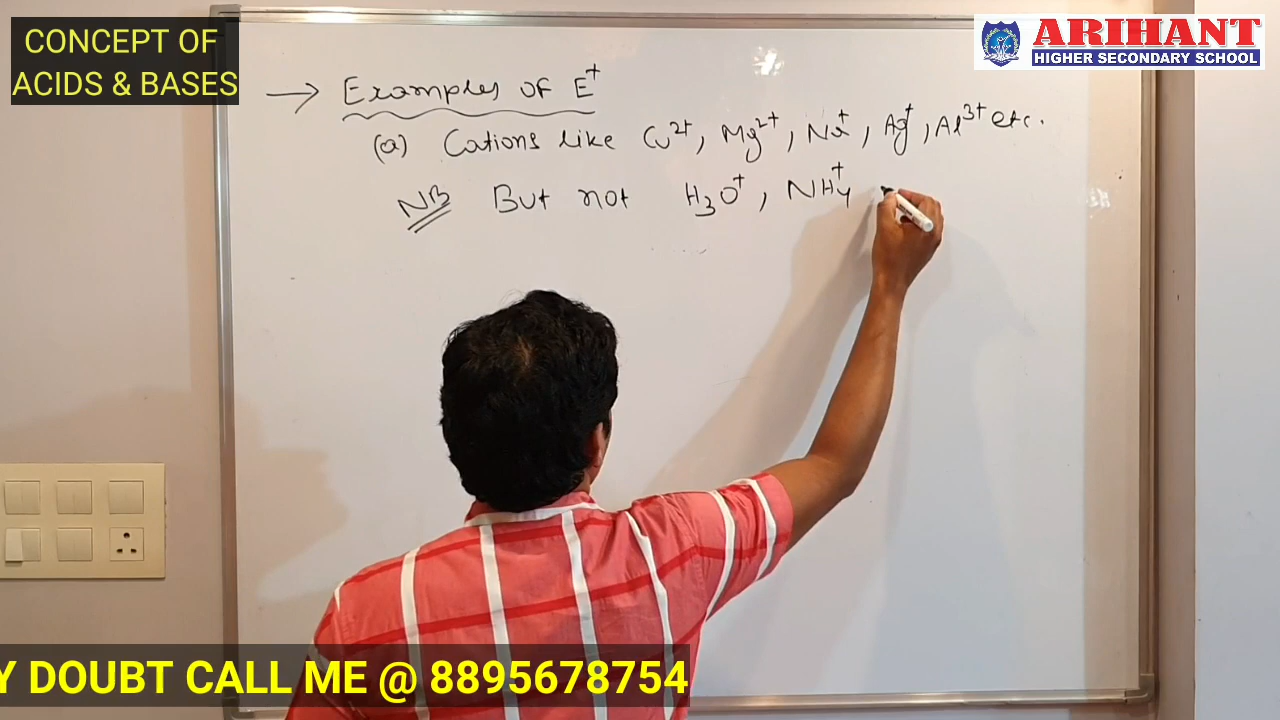 CONCEPT OF
ACIDS & BASES
ARIHANT
HIGHER SECONDARY SCHOOL
→ Examples of E⁺
(a) Cations like Cu²⁺, Mg²⁺, Na⁺, Ag⁺, Al³⁺ etc.
NB But not H₃O⁺, NH₄⁺
Y DOUBT CALL ME @ 8895678754